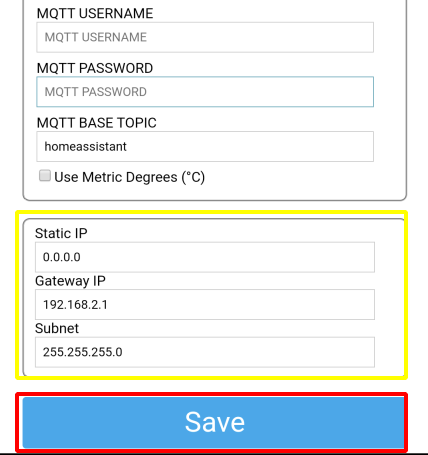 MQTT USERNAME
MQTT USERNAME
MQTT PASSWORD
MQTT PASSWORD
MQTT BASE TOPIC
homeassistant
Use Metric Degrees (°C)
Static IP
0.0.0.0
Gateway IP
192.168.2.1
Subnet
255.255.255.0
Save